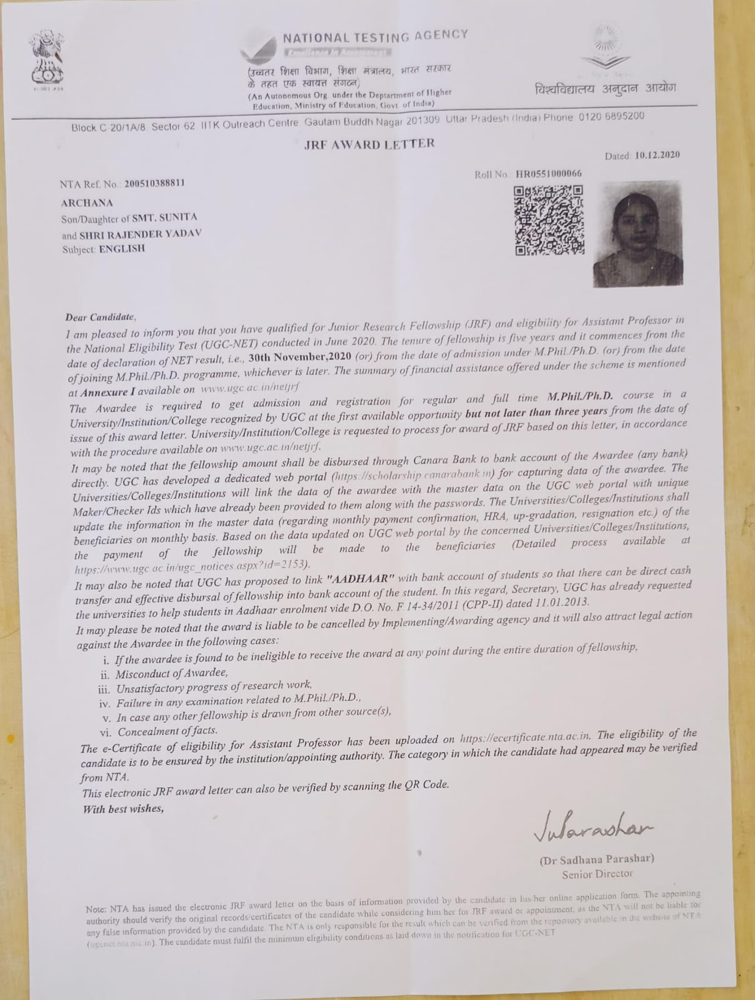 NATIONAL TESTING AGENCY
Excellence in Assessment
(उच्चतर शिक्षा विभाग, शिक्षा मंत्रालय, भारत सरकार
के तहत एक स्वायत्त संगठन)
(An Autonomous Org. under the Deptartment of Higher
Education, Ministry of Education, Govt. of India)
विश्वविद्यालय अनुदान आयोग
Block C-20/1A/8, Sector 62, IITK Outreach Centre, Gautam Buddh Nagar 201309, Uttar Pradesh (India) Phone: 0120 6895200
JRF AWARD LETTER
Dated: 10.12.2020
Roll No.: HR0551000066
NTA Ref. No.: 200510388811
ARCHANA
Son/Daughter of SMT. SUNITA
and SHRI RAJENDER YADAV
Subject: ENGLISH
Dear Candidate,
I am pleased to inform you that you have qualified for Junior Research Fellowship (JRF) and eligibility for Assistant Professor in
the National Eligibility Test (UGC-NET) conducted in June 2020. The tenure of fellowship is five years and it commences from the
date of declaration of NET result, i.e., 30th November,2020 (or) from the date of admission under M.Phil./Ph.D. (or) from the date
of joining M.Phil./Ph.D. programme, whichever is later. The summary of financial assistance offered under the scheme is mentioned
at Annexure I available on www.ugc.ac.in/netjrf
The Awardee is required to get admission and registration for regular and full time M.Phil./Ph.D. course in a
University/Institution/College recognized by UGC at the first available opportunity but not later than three years from the date of
issue of this award letter. University/Institution/College is requested to process for award of JRF based on this letter, in accordance
with the procedure available on www.ugc.ac.in/netjrf.
It may be noted that the fellowship amount shall be disbursed through Canara Bank to bank account of the Awardee (any bank)
directly. UGC has developed a dedicated web portal (https://scholarship.canarabank.in) for capturing data of the awardee. The
Universities/Colleges/Institutions will link the data of the awardee with the master data on the UGC web portal with unique
Maker/Checker Ids which have already been provided to them along with the passwords. The Universities/Colleges/Institutions shall
update the information in the master data (regarding monthly payment confirmation, HRA, up-gradation, resignation etc.) of the
beneficiaries on monthly basis. Based on the data updated on UGC web portal by the concerned Universities/Colleges/Institutions,
the payment of the fellowship will be made to the beneficiaries (Detailed process available at
https://www.ugc.ac.in/ugc_notices.aspx?id=2153).
It may also be noted that UGC has proposed to link "AADHAAR" with bank account of students so that there can be direct cash
transfer and effective disbursal of fellowship into bank account of the student. In this regard, Secretary, UGC has already requested
the universities to help students in Aadhaar enrolment vide D.O. No. F.14-34/2011 (CPP-II) dated 11.01.2013.
It may please be noted that the award is liable to be cancelled by Implementing/Awarding agency and it will also attract legal action
against the Awardee in the following cases:
i. If the awardee is found to be ineligible to receive the award at any point during the entire duration of fellowship,
ii. Misconduct of Awardee,
iii. Unsatisfactory progress of research work,
iv. Failure in any examination related to M.Phil./Ph.D.,
v. In case any other fellowship is drawn from other source(s),
vi. Concealment of facts.
The e-Certificate of eligibility for Assistant Professor has been uploaded on https://ecertificate.nta.ac.in. The eligibility of the
candidate is to be ensured by the institution/appointing authority. The category in which the candidate had appeared may be verified
from NTA.
This electronic JRF award letter can also be verified by scanning the QR Code.
With best wishes,
(Dr Sadhana Parashar)
Senior Director
Note: NTA has issued the electronic JRF award letter on the basis of information provided by the candidate in his/her online application form. The appointing
authority should verify the original records/certificates of the candidate while considering him/her for JRF award or appointment, as the NTA will not be liable for
any false information provided by the candidate. The NTA is only responsible for the result which can be verified from the repository available in the website of NTA
(ugcnet.nta.nic.in). The candidate must fulfil the minimum eligibility conditions as laid down in the notification for UGC-NET